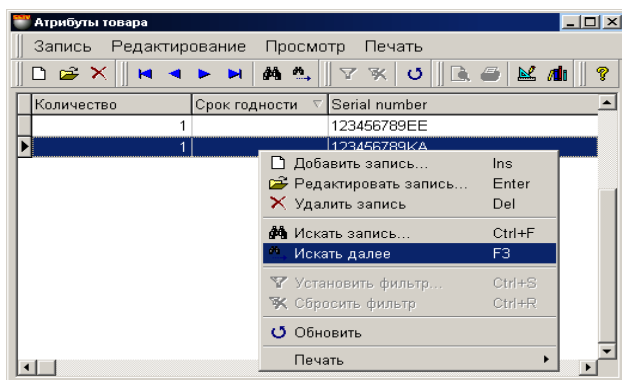 Атрибуты товара
Запись Редактирование Просмотр Печать
Количество Срок годности Serial number
1 123456789EE
1 123456789KA
Добавить запись... Ins
Редактировать запись... Enter
Удалить запись Del
Искать запись... Ctrl+F
Искать далее F3
Установить фильтр... Ctrl+S
Сбросить фильтр Ctrl+R
Обновить
Печать